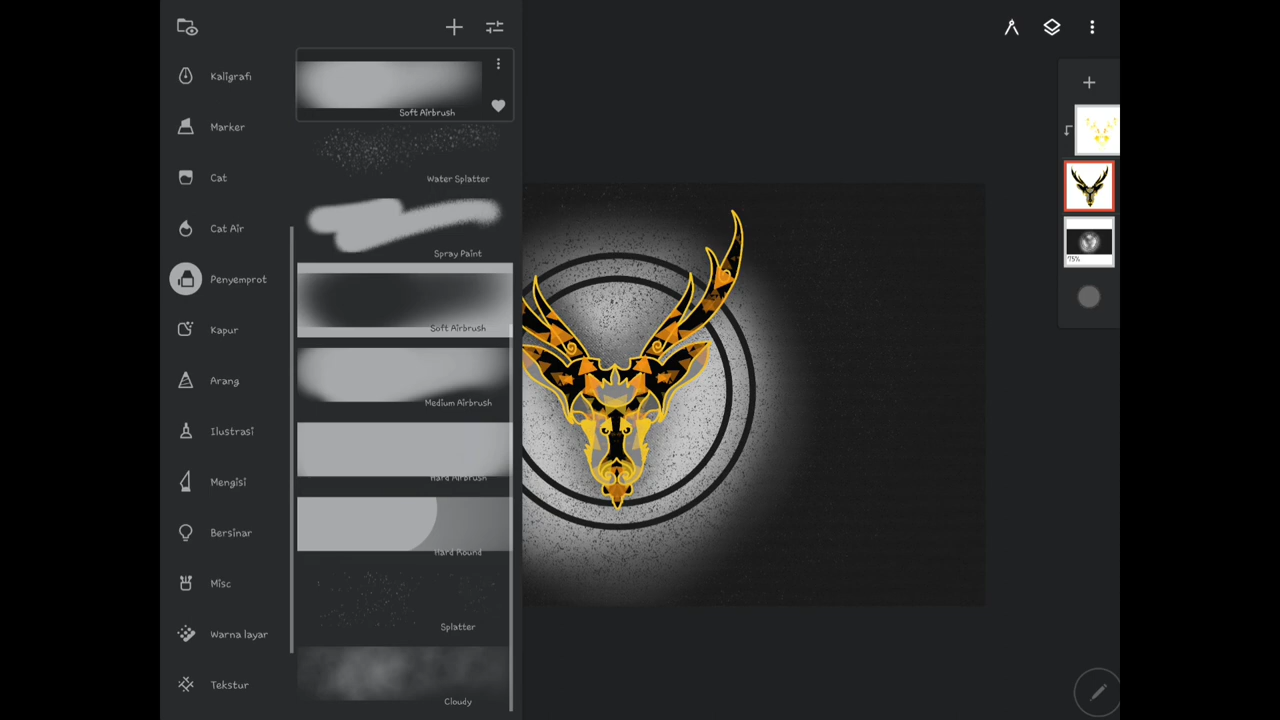 Kaligrafi
Marker
Cat
Cat Air
Penyemprot
Kapur
Arang
Ilustrasi
Mengisi
Bersinar
Misc
Warna layar
Tekstur
Soft Airbrush
Water Splatter
Spray Paint
Soft Airbrush
Medium Airbrush
Hard Airbrush
Hard Round
Splatter
Cloudy
75%